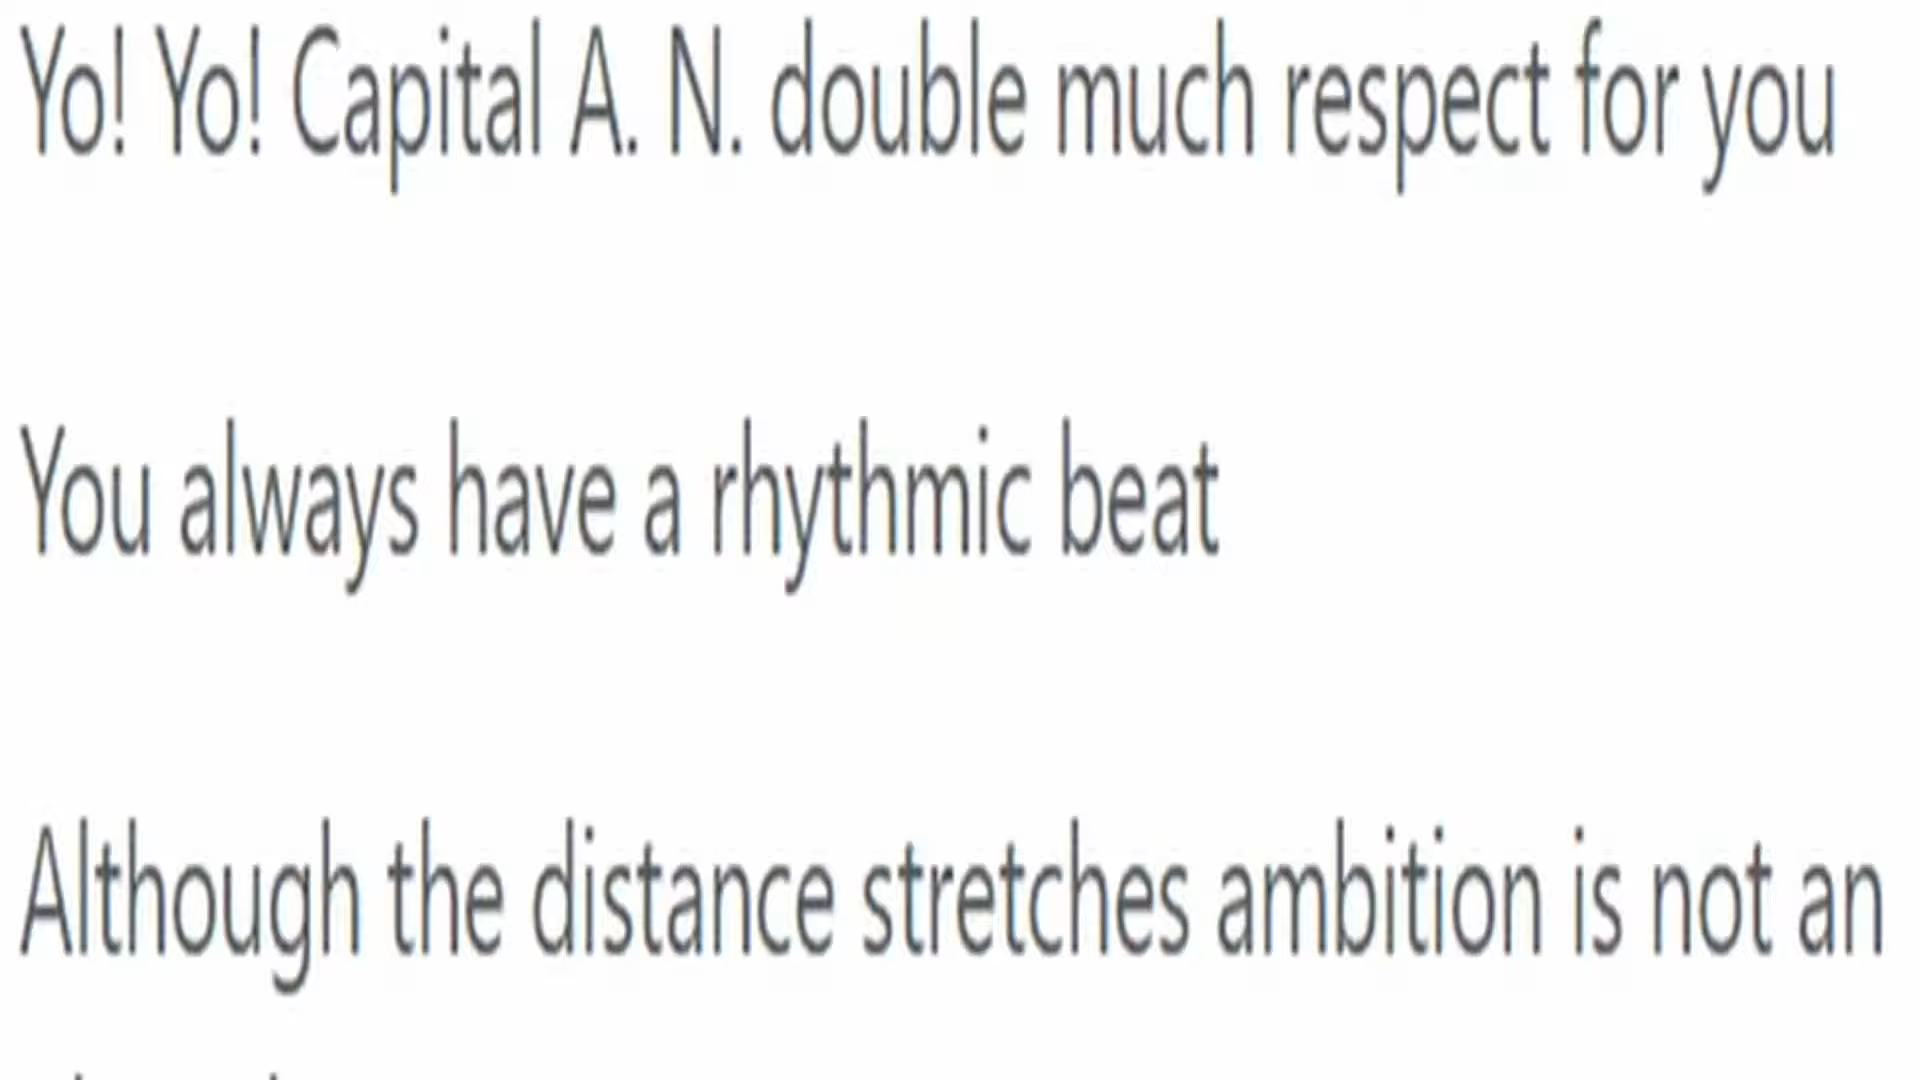 Yo! Yo! Capital A. N. double much respect for you
You always have a rhythmic beat
Although the distance stretches ambition is not an